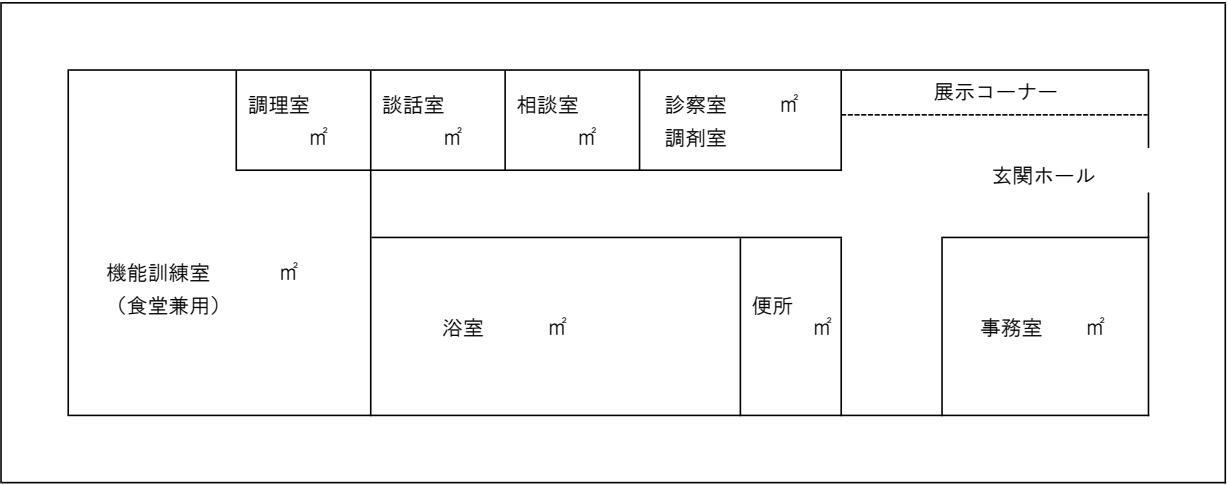 調理室
㎡
談話室
㎡
相談室
㎡
診察室 ㎡
調剤室
展示コーナー
玄関ホール
機能訓練室 ㎡
（食堂兼用）
浴室 ㎡
便所
㎡
事務室 ㎡